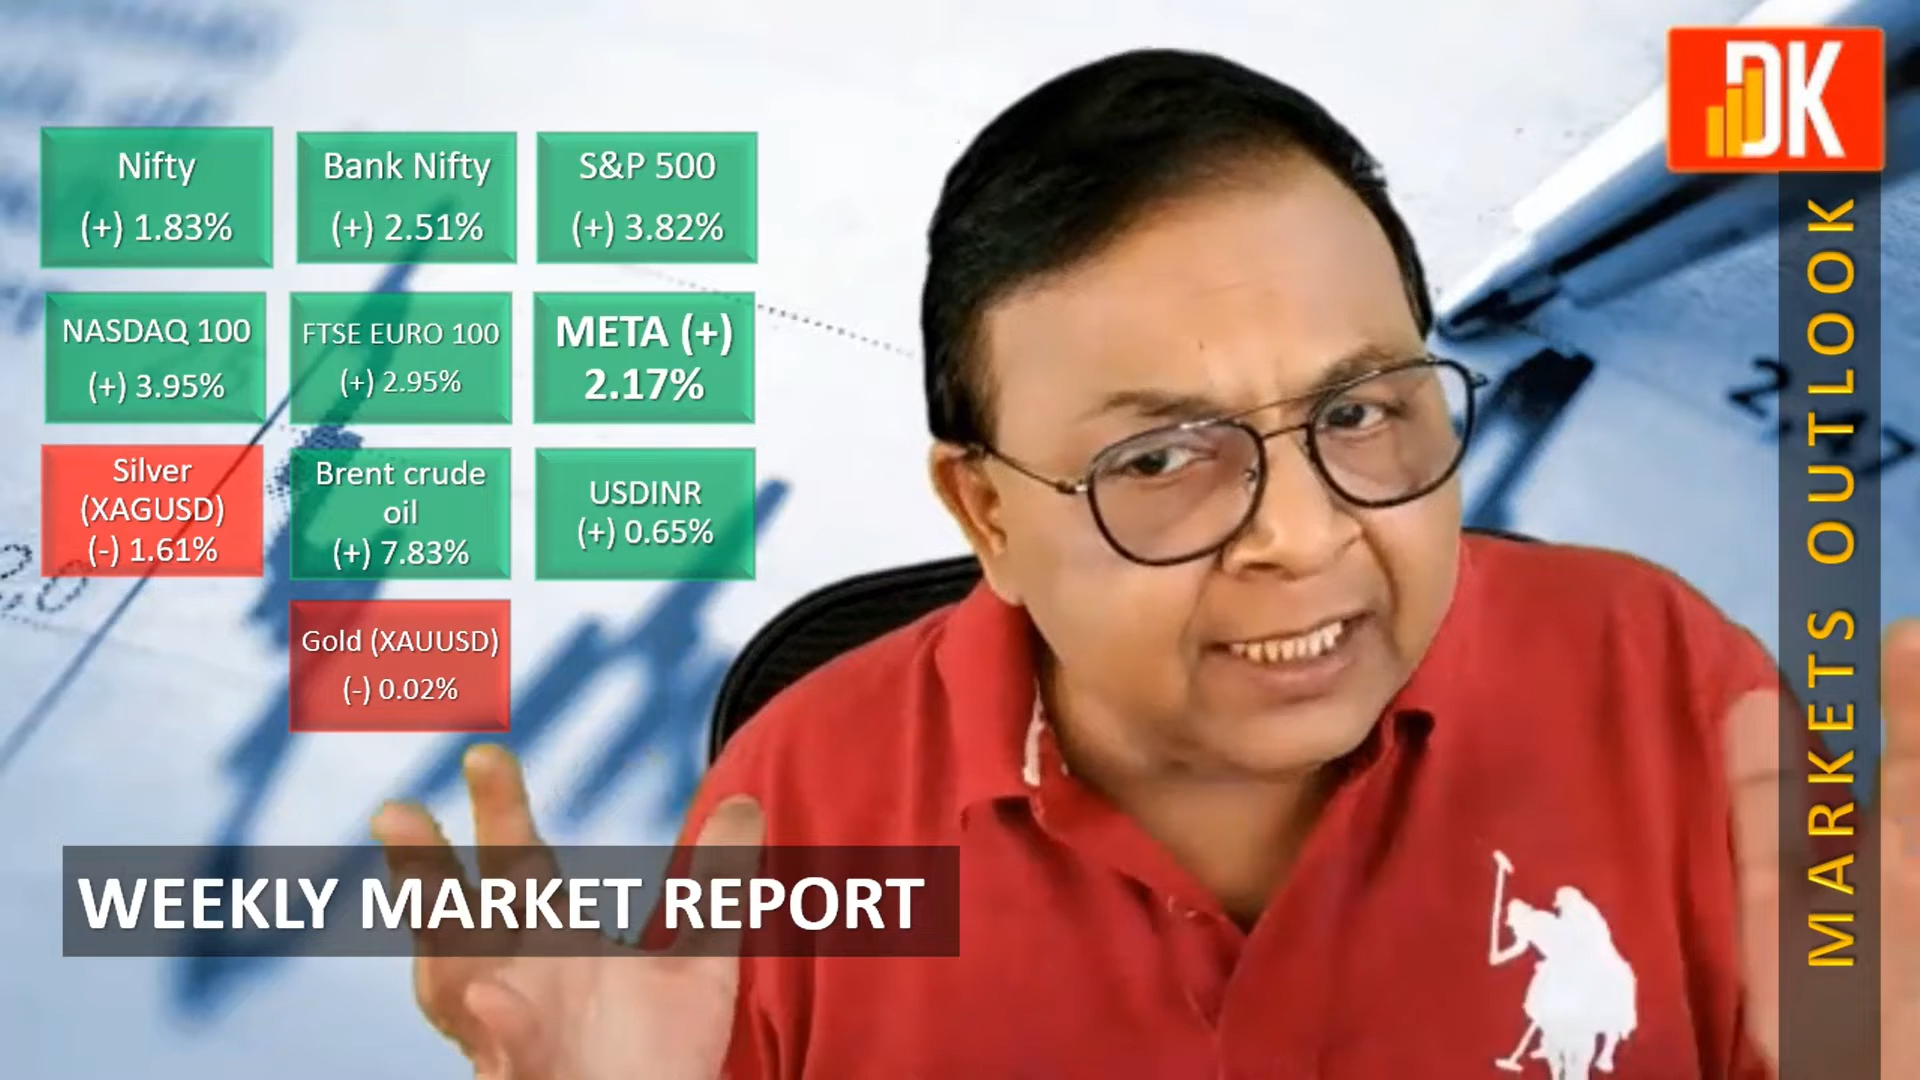 Nifty
(+) 1.83%
Bank Nifty
(+) 2.51%
S&P 500
(+) 3.82%
NASDAQ 100
(+) 3.95%
FTSE EURO 100
(+) 2.95%
META (+)
2.17%
Silver
(XAGUSD)
(-) 1.61%
Brent crude
oil
(+) 7.83%
USDINR
(+) 0.65%
Gold (XAUUSD)
(-) 0.02%
WEEKLY MARKET REPORT
DK
MARKETS OUTLOOK